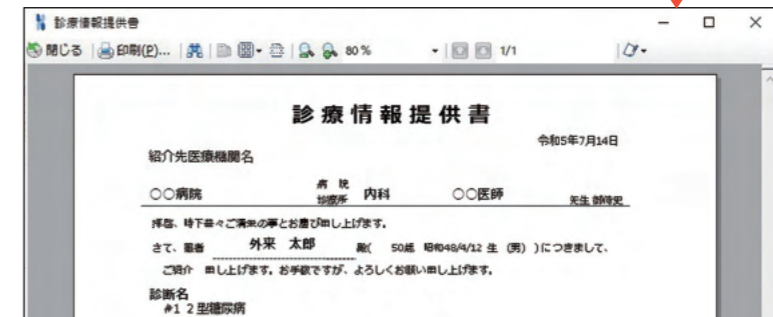 診療情報提供書
閉じる 印刷(P)... 80% 1/1
診療情報提供書
令和5年7月14日
紹介先医療機関名
〇〇病院 病院 診療所 内科 〇〇医師 先生 御侍史
拝啓、時下益々ご清栄の事とお慶び申し上げます。
さて、患者 外来 太郎 殿( 50歳 昭和48/4/12 生 (男) )につきまして、
ご紹介 申し上げます。お手数ですが、よろしくお願い申し上げます。
診断名
#1 2型糖尿病